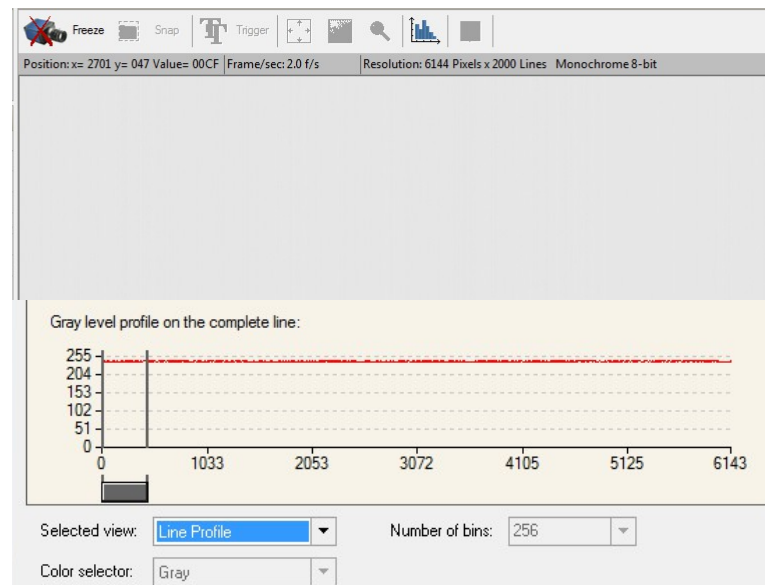 Freeze Snap Trigger
Position: x= 2701 y= 047 Value= 00CF Frame/sec: 2.0 f/s Resolution: 6144 Pixels x 2000 Lines Monochrome 8-bit
Gray level profile on the complete line:
255
204
153
102
51
0
0 1033 2053 3072 4105 5125 6143
Selected view: Line Profile Number of bins: 256
Color selector: Gray